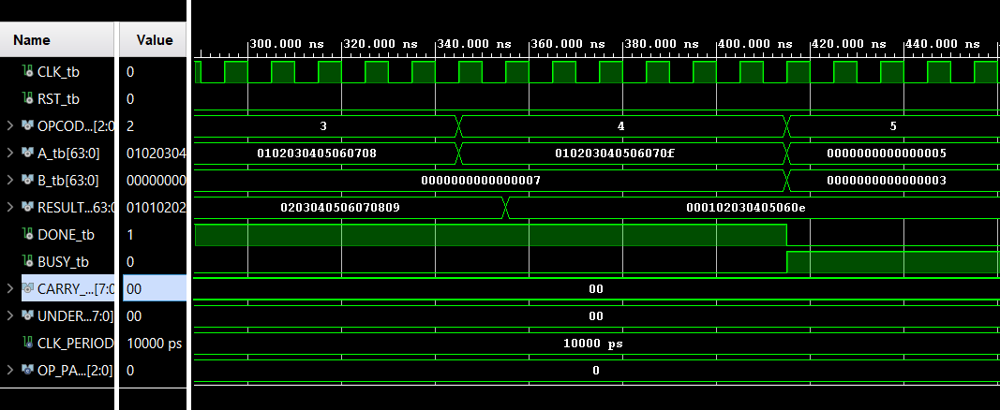 Name Value
300.000 ns 320.000 ns 340.000 ns 360.000 ns 380.000 ns 400.000 ns 420.000 ns 440.000 ns
CLK_tb 0
RST_tb 0
OPCOD...[2:0 2 3 4 5
A_tb[63:0] 01020304 0102030405060708 010203040506070f 0000000000000005
B_tb[63:0] 00000000 0000000000000007 0000000000000003
RESULT...63:0 01010202 0203040506070809 000102030405060e
DONE_tb 1
BUSY_tb 0
CARRY_...[7:0 00 00
UNDER...7:0] 00 00
CLK_PERIOD 10000 ps 10000 ps
OP_PA...[2:0] 0 0